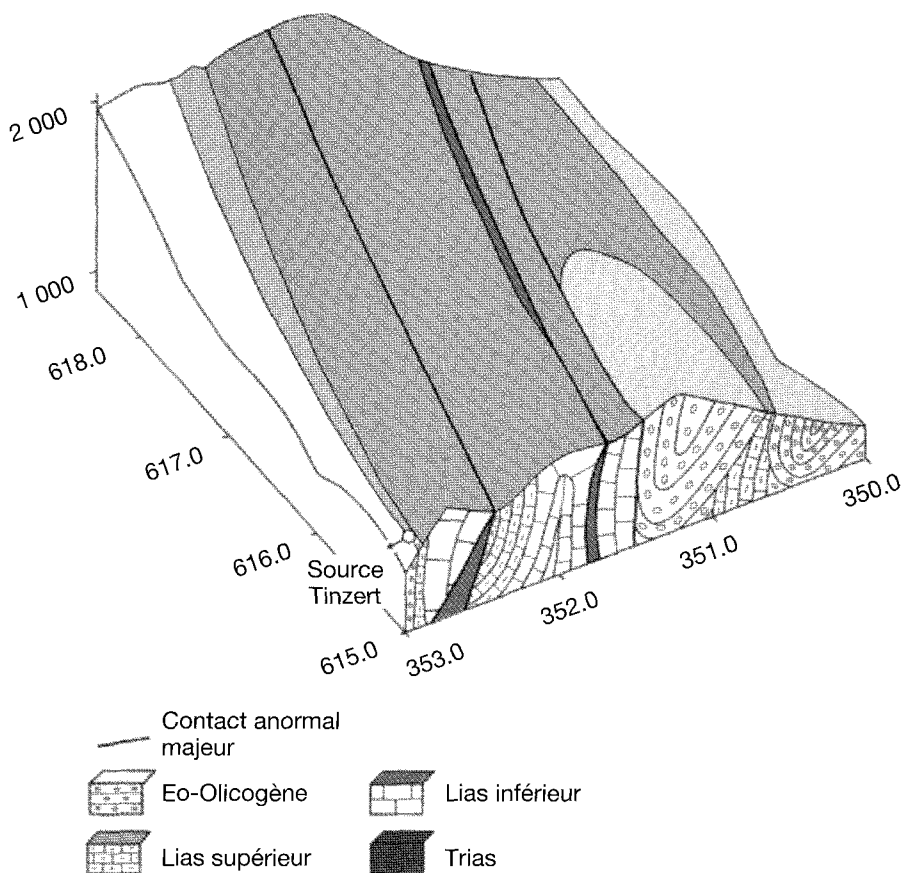 2 000
1 000
618.0
617.0
616.0
615.0
Source
Tinzert
353.0
352.0
351.0
350.0
Contact anormal
majeur
Eo-Olicogène
Lias inférieur
Lias supérieur
Trias